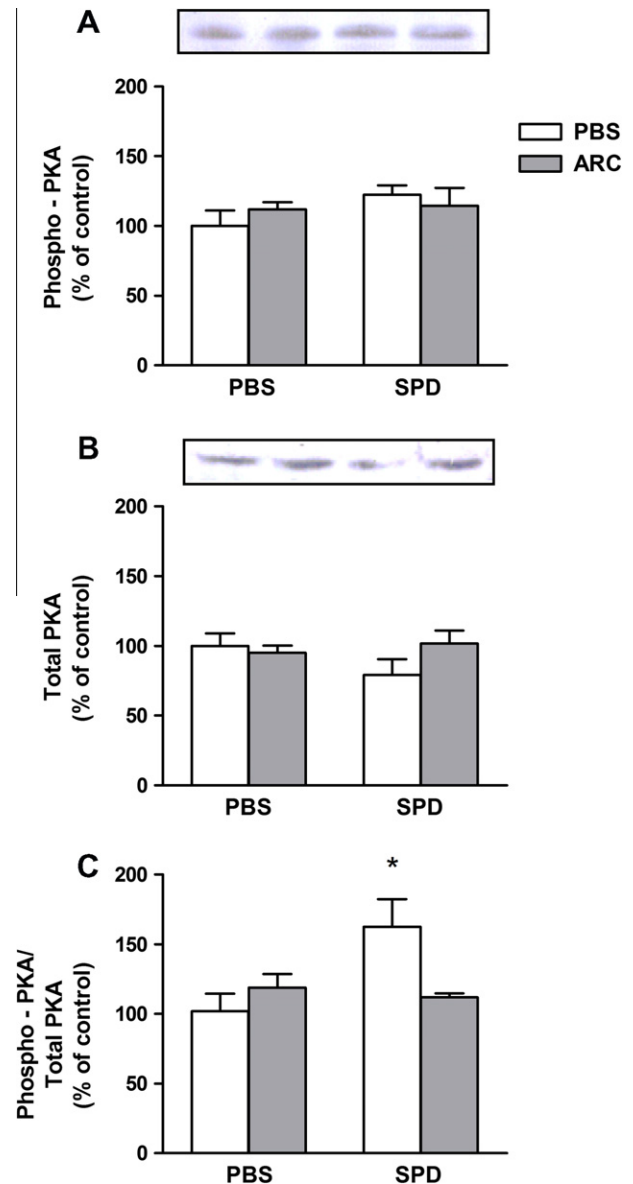 A
200
150
100
50
0
Phospho - PKA
(% of control)
PBS
SPD
PBS
ARC
B
200
150
100
50
0
Total PKA
(% of control)
PBS
SPD
C
200
150
100
50
0
Phospho - PKA/
Total PKA
(% of control)
*
PBS
SPD